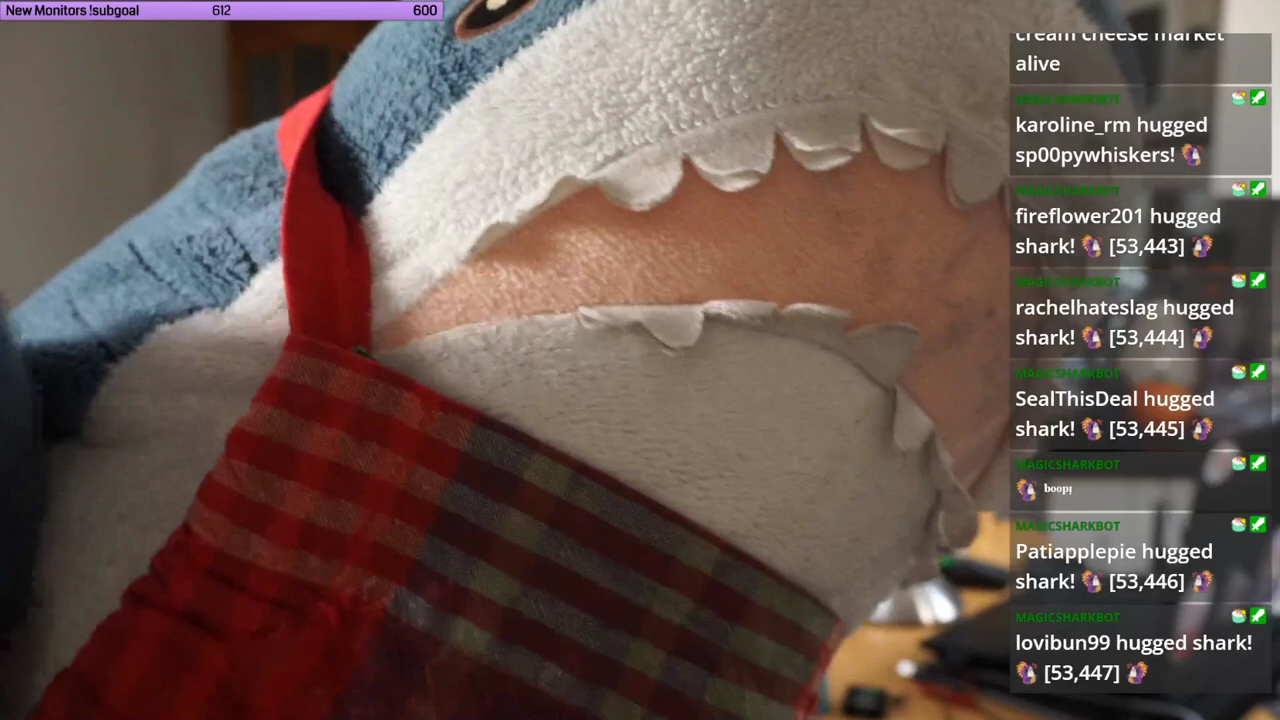 New Monitors !subgoal 612 600
cream cheese market
alive
MAGICSHARKBOT
karoline_rm hugged
sp00pywhiskers!
MAGICSHARKBOT
fireflower201 hugged
shark! [53,443]
MAGICSHARKBOT
rachelhateslag hugged
shark! [53,444]
MAGICSHARKBOT
SealThisDeal hugged
shark! [53,445]
MAGICSHARKBOT
boop!
MAGICSHARKBOT
Patiapplepie hugged
shark! [53,446]
MAGICSHARKBOT
lovibun99 hugged shark!
[53,447]